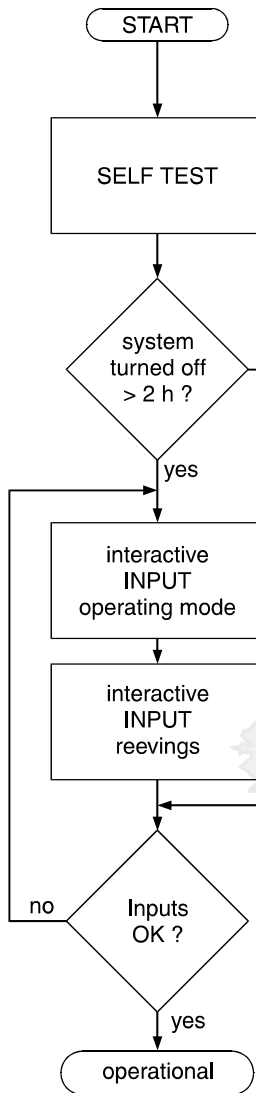 START
SELF TEST
system
turned off
> 2 h ?
yes
interactive
INPUT
operating mode
interactive
INPUT
reevings
no
Inputs
OK ?
yes
operational